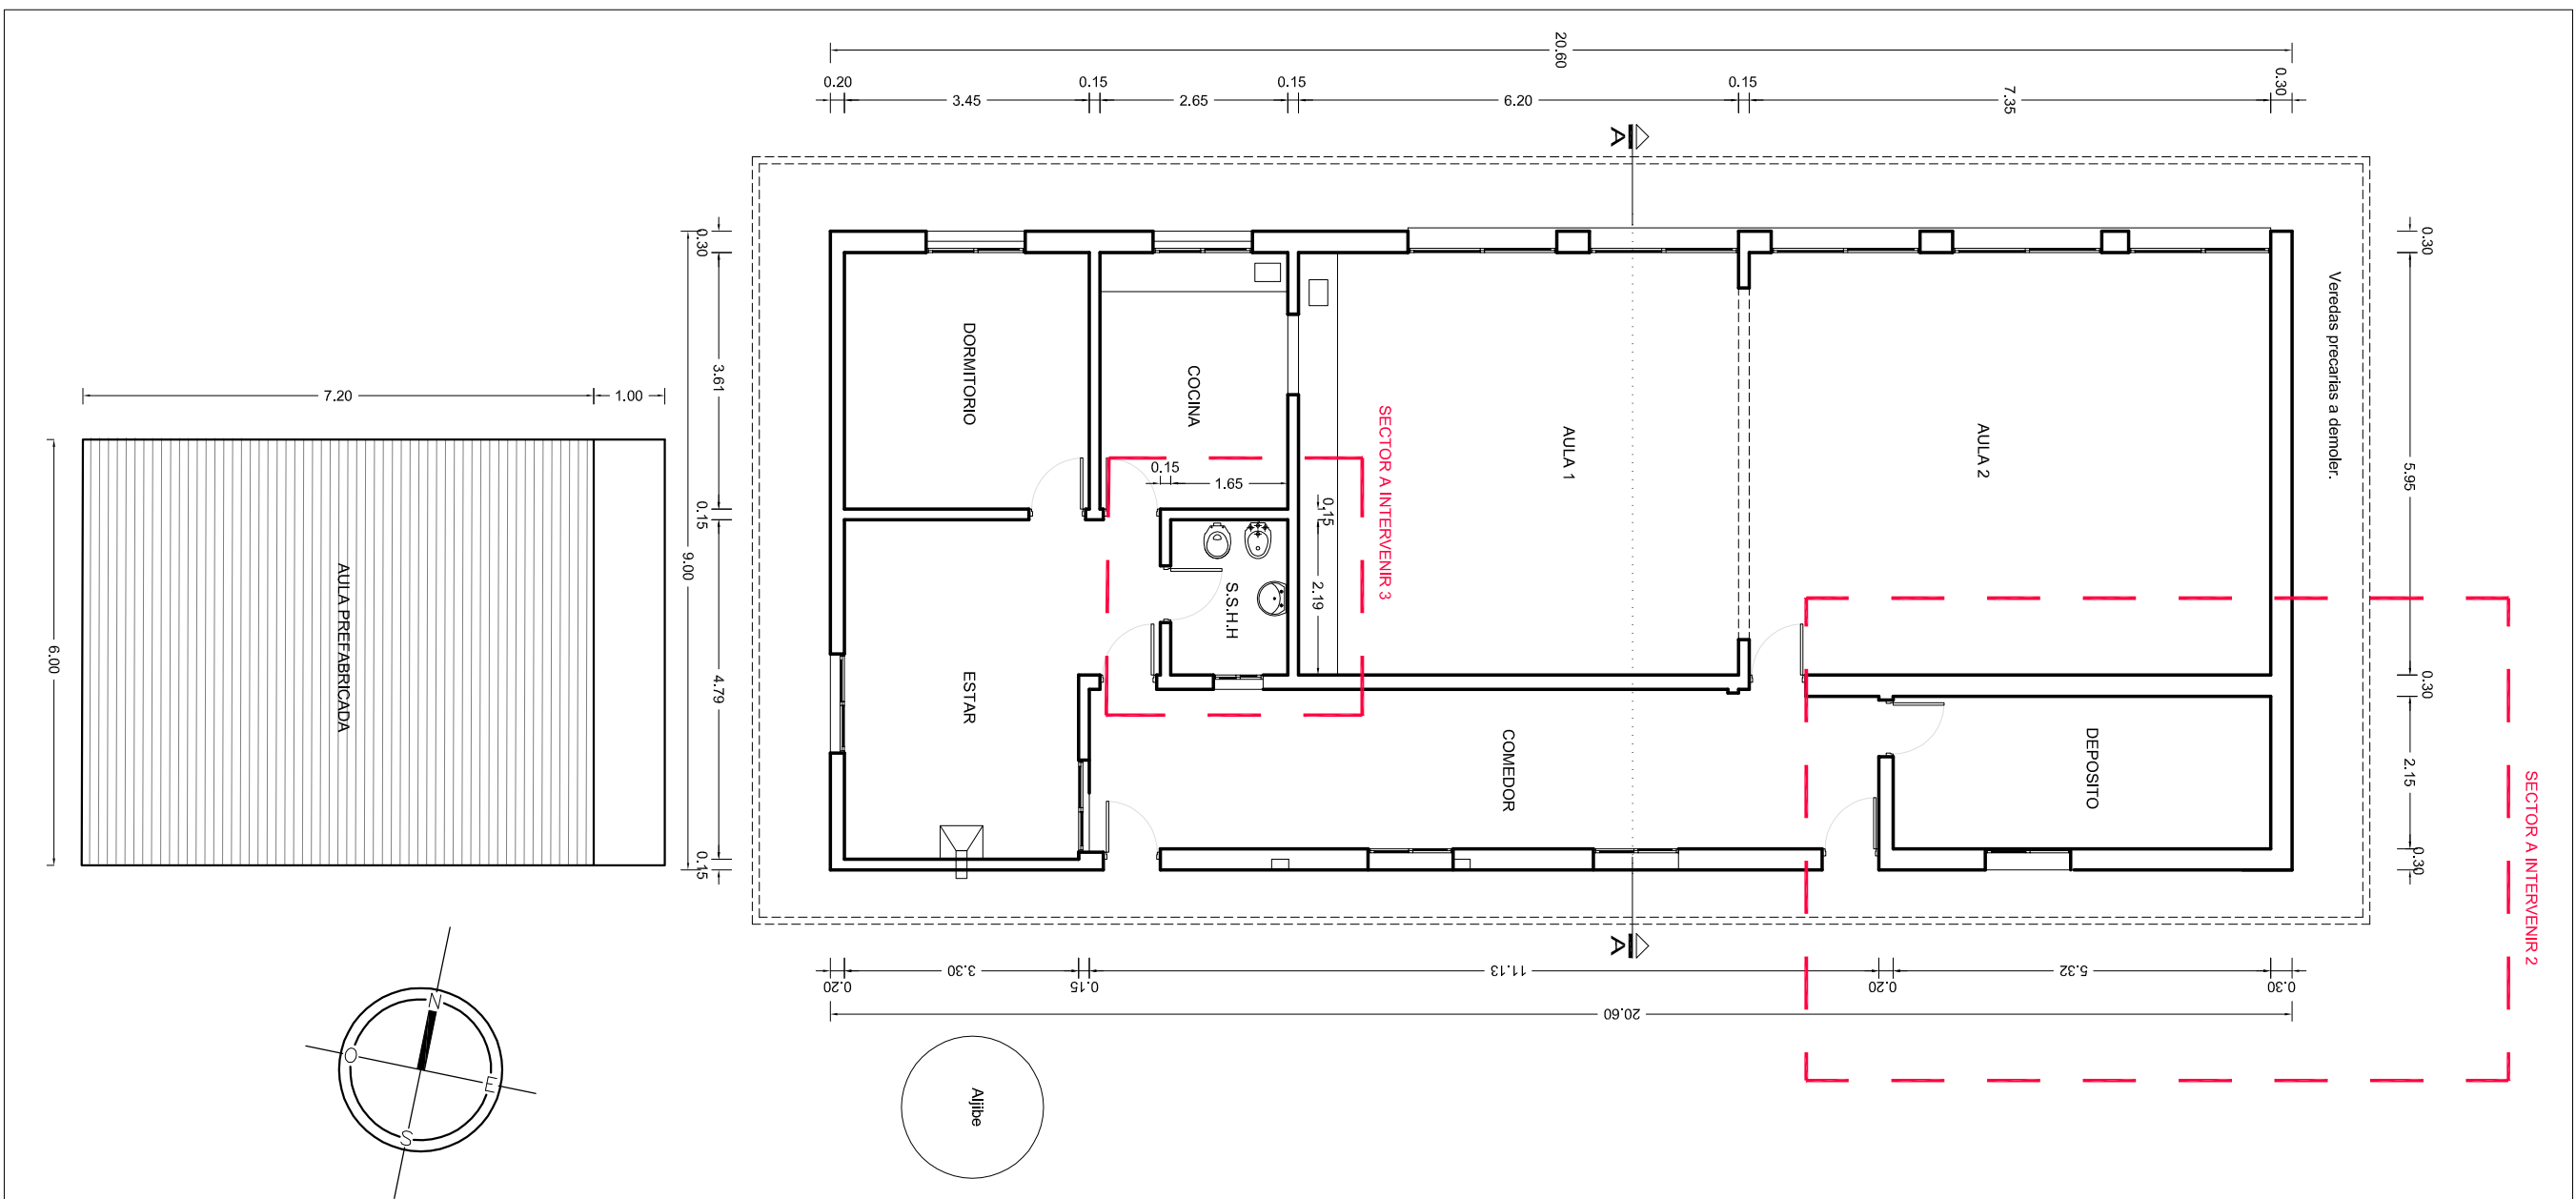 20.60
0.20
3.45
0.15
2.65
0.15
6.20
0.15
7.35
0.30
A
0.30
3.61
0.15
4.79
0.15
9.00
0.30
5.95
0.30
2.15
0.30
Veredas precarias a demoler.
DORMITORIO
COCINA
AULA 1
AULA 2
SECTOR A INTERVENIR 3
0.15
1.65
0.15
2.19
S.S.H.H
ESTAR
COMEDOR
DEPOSITO
SECTOR A INTERVENIR 2
7.20
1.00
6.00
AULA PREFABRICADA
A
0.20
3.30
0.15
11.13
0.20
5.32
0.30
20.60
N
O
E
S
Aljibe